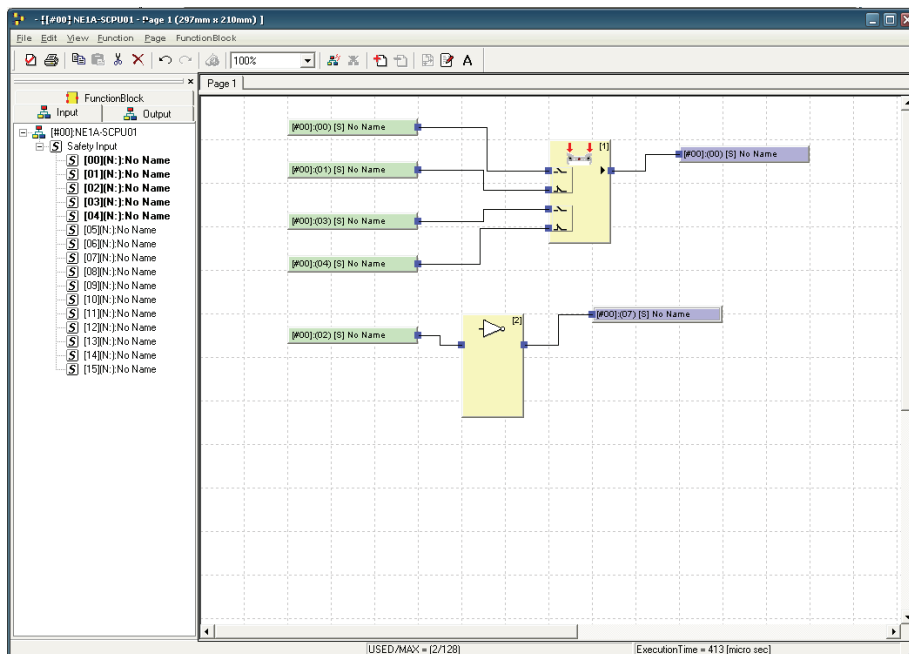 - [[#00] NE1A-SCPU01 - Page 1 (297mm x 210mm) ]
File Edit View Function Page FunctionBlock
100%
A
FunctionBlock
Input
Output
[#00]:NE1A-SCPU01
Safety Input
[00](N:):No Name
[01](N:):No Name
[02](N:):No Name
[03](N:):No Name
[04](N:):No Name
[05](N:):No Name
[06](N:):No Name
[07](N:):No Name
[08](N:):No Name
[09](N:):No Name
[10](N:):No Name
[11](N:):No Name
[12](N:):No Name
[13](N:):No Name
[14](N:):No Name
[15](N:):No Name
Page 1
[#00]:(00) [S] No Name
[#00]:(01) [S] No Name
[#00]:(03) [S] No Name
[#00]:(04) [S] No Name
[1]
[#00]:(00) [S] No Name
[#00]:(02) [S] No Name
[2]
[#00]:(07) [S] No Name
USED/MAX = (2/128)
ExecutionTime = 413 [micro sec]